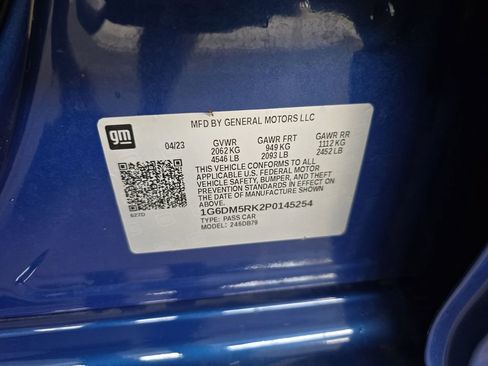 gm
MFD BY GENERAL MOTORS LLC
04/23 GVWR GAWR FRT GAWR RR
2062 KG 949 KG 1112 KG
4546 LB 2093 LB 2452 LB
THIS VEHICLE CONFORMS TO ALL
APPLICABLE U.S. FEDERAL MOTOR
VEHICLE SAFETY, BUMPER, AND THEFT
PREVENTION STANDARDS IN EFFECT ON
THE DATE OF MANUFACTURE SHOWN
ABOVE.
1G6DM5RK2P0145254
TYPE: PASS CAR
MODEL: 246DB79